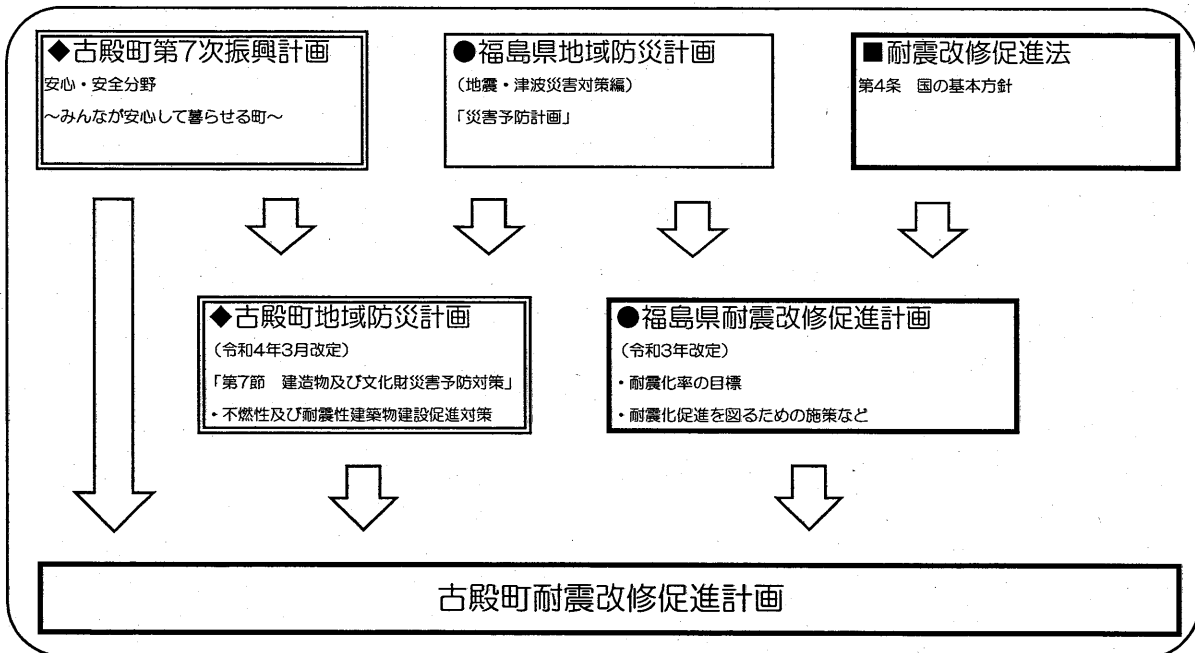 ◆古殿町第7次振興計画
安心・安全分野
～みんなが安心して暮らせる町～
●福島県地域防災計画
（地震・津波災害対策編）
「災害予防計画」
■耐震改修促進法
第4条　国の基本方針
◆古殿町地域防災計画
（令和4年3月改定）
「第7節　建造物及び文化財災害予防対策」
・不燃性及び耐震性建築物建設促進対策
●福島県耐震改修促進計画
（令和3年改定）
・耐震化率の目標
・耐震化促進を図るための施策など
古殿町耐震改修促進計画